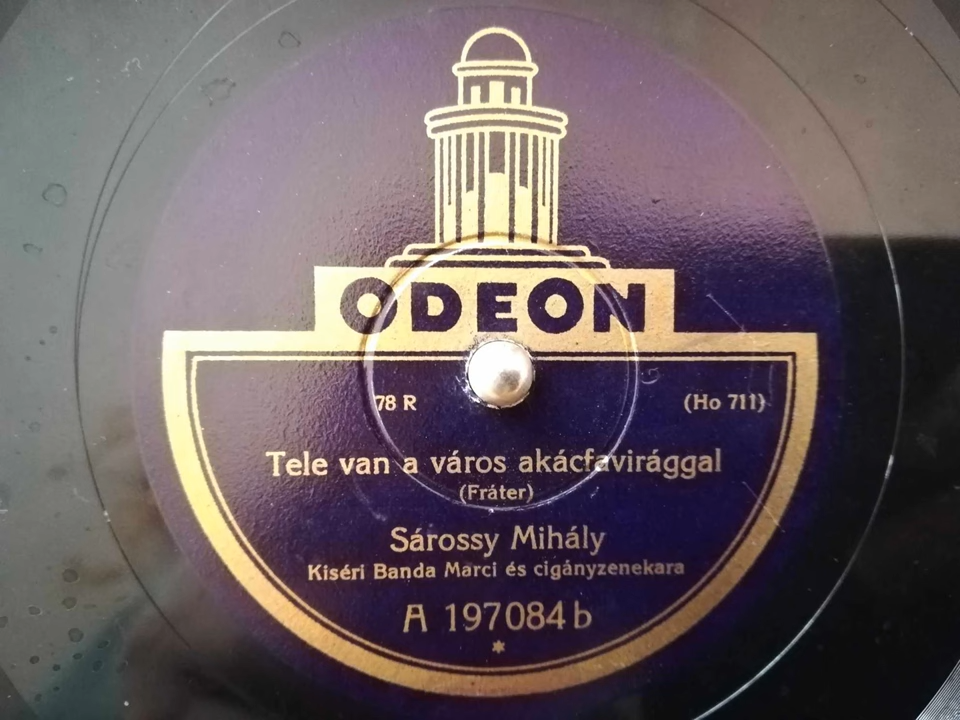 ODEON
78 R (Ho 711)
Tele van a város akácfavirággal
(Fráter)
Sárossy Mihály
Kiséri Banda Marci és cigányzenekara
A 197084 b
*